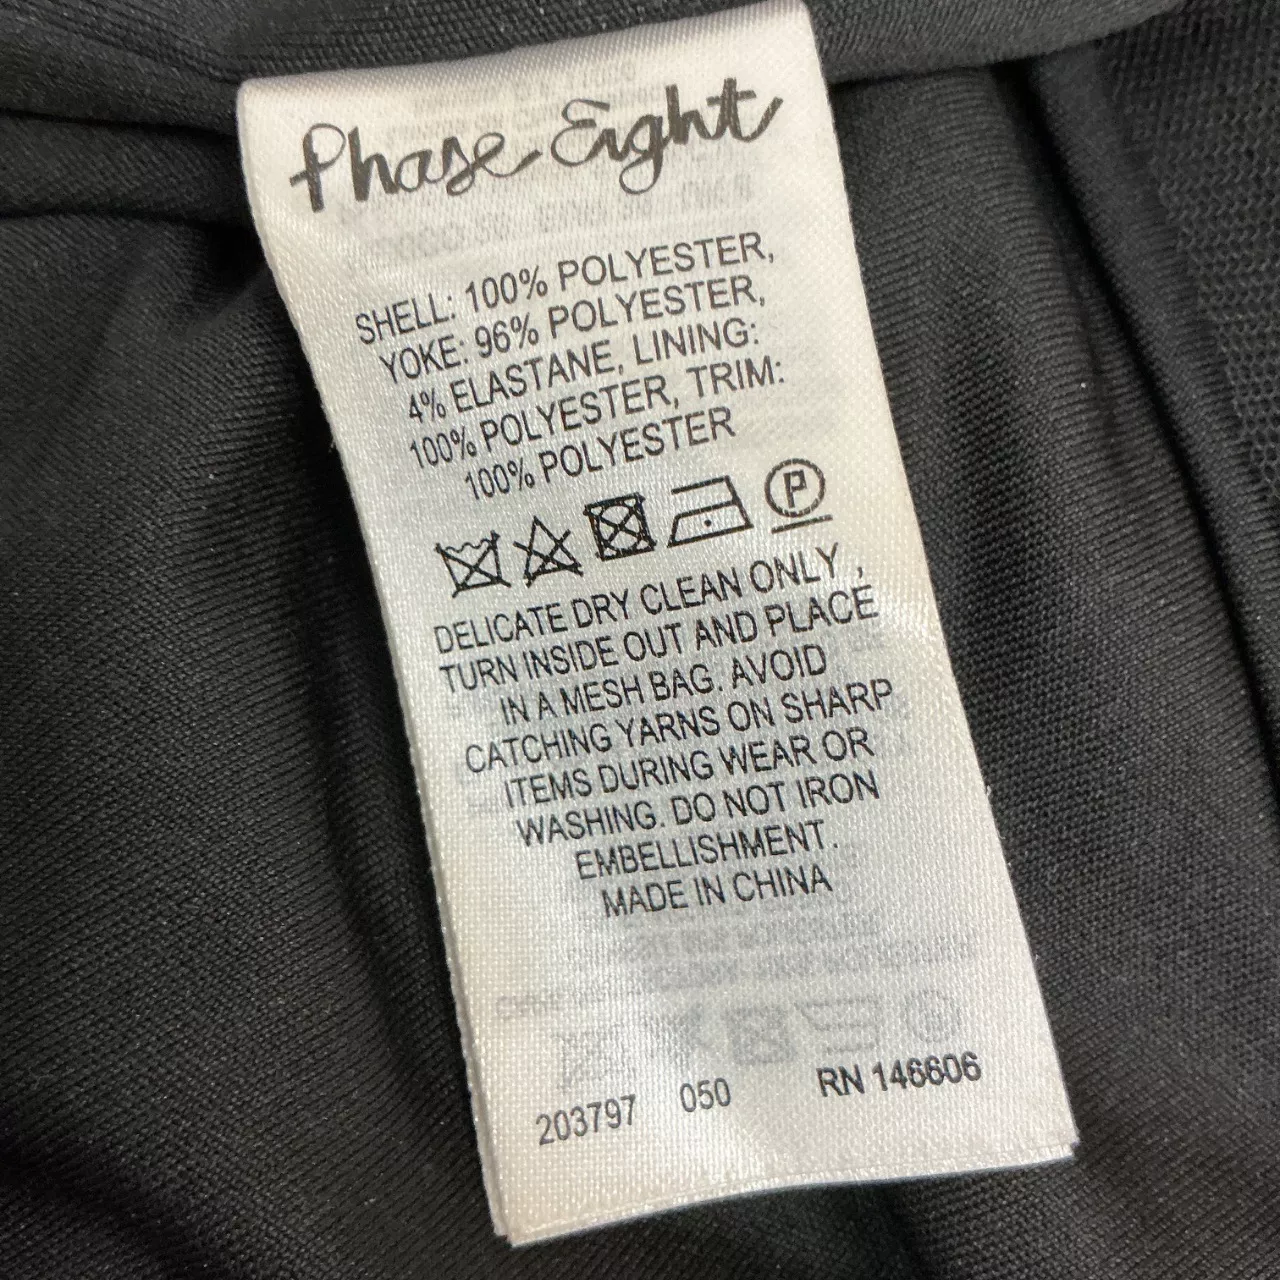 Phase Eight
SHELL: 100% POLYESTER,
YOKE: 96% POLYESTER,
4% ELASTANE, LINING:
100% POLYESTER, TRIM:
100% POLYESTER
P
DELICATE DRY CLEAN ONLY ,
TURN INSIDE OUT AND PLACE
IN A MESH BAG. AVOID
CATCHING YARNS ON SHARP
ITEMS DURING WEAR OR
WASHING. DO NOT IRON
EMBELLISHMENT.
MADE IN CHINA
203797 050 RN 146606